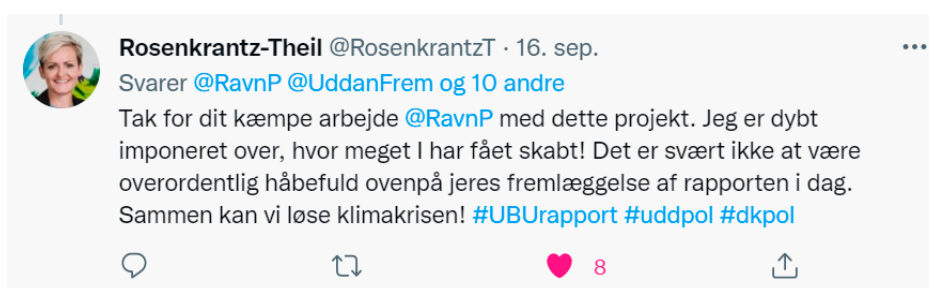 Rosenkrantz-Theil @RosenkrantzT · 16. sep.
Svarer @RavnP @UddanFrem og 10 andre
Tak for dit kæmpe arbejde @RavnP med dette projekt. Jeg er dybt
imponeret over, hvor meget I har fået skabt! Det er svært ikke at være
overordentlig håbefuld ovenpå jeres fremlæggelse af rapporten i dag.
Sammen kan vi løse klimakrisen! #UBUrapport #uddpol #dkpol
8